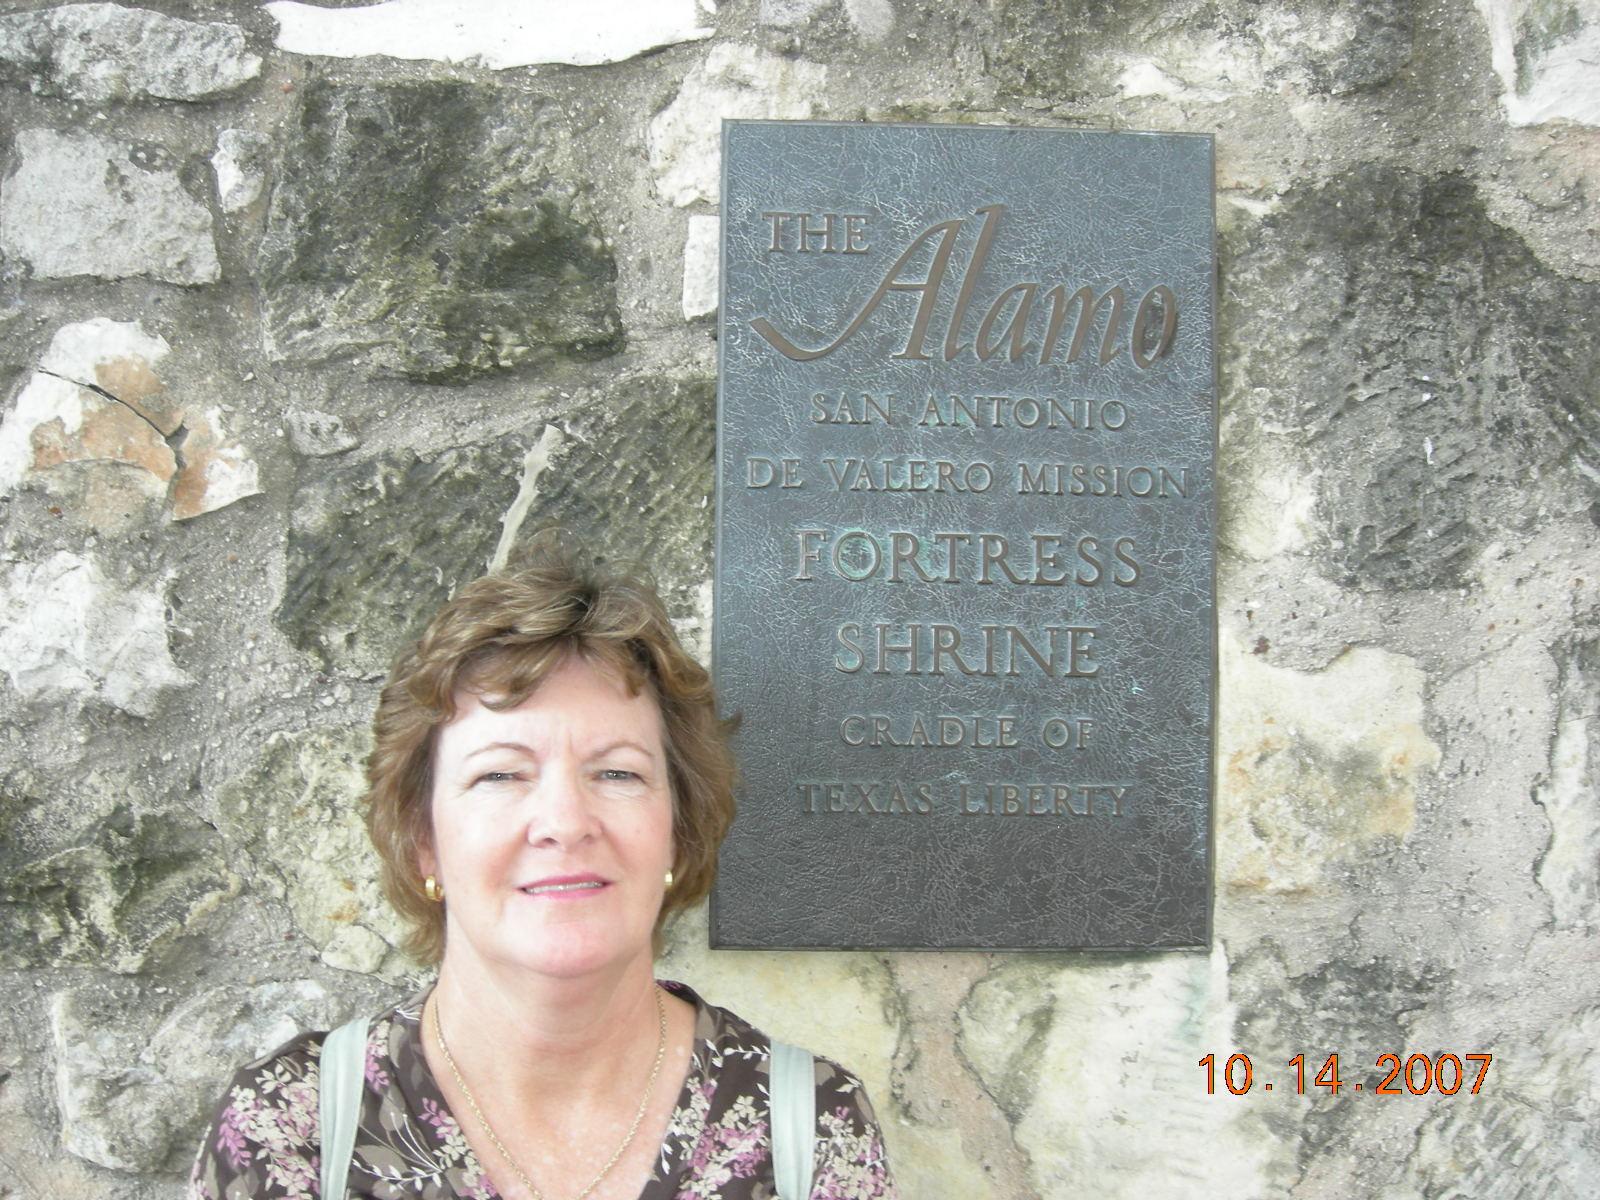 THE Alamo
SAN ANTONIO
DE VALERO MISSION
FORTRESS
SHRINE
CRADLE OF
TEXAS LIBERTY
10.14.2007